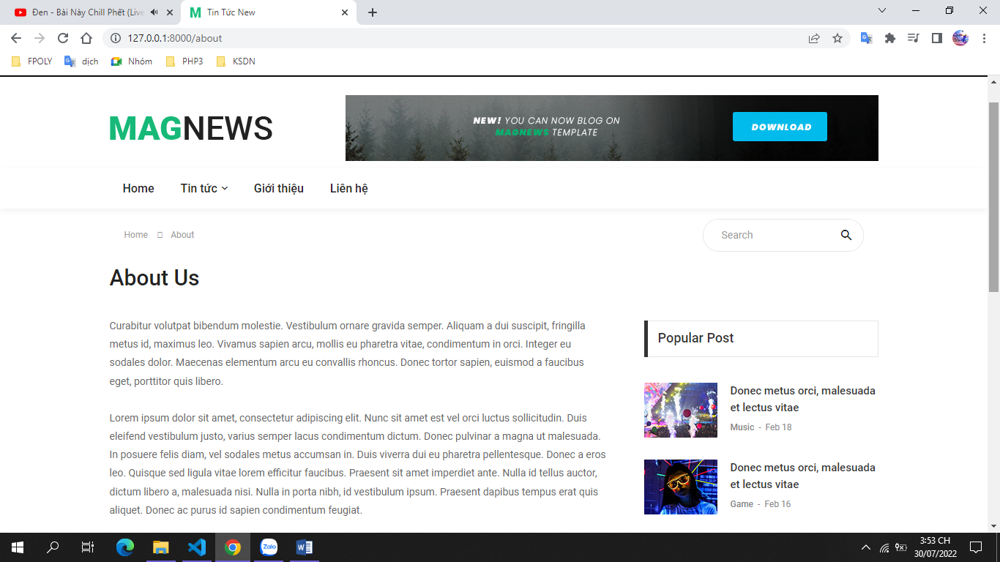 Đen - Bài Này Chill Phết (Live
Tin Tức New
127.0.0.1:8000/about
FPOLY
dịch
Nhóm
PHP3
KSDN
MAGNEWS
NEW! YOU CAN NOW BLOG ON
MAGNEWS TEMPLATE
DOWNLOAD
Home
Tin tức
Giới thiệu
Liên hệ
Home
About
Search
About Us
Curabitur volutpat bibendum molestie. Vestibulum ornare gravida semper. Aliquam a dui suscipit, fringilla
metus id, maximus leo. Vivamus sapien arcu, mollis eu pharetra vitae, condimentum in orci. Integer eu
sodales dolor. Maecenas elementum arcu eu convallis rhoncus. Donec tortor sapien, euismod a faucibus
eget, porttitor quis libero.
Lorem ipsum dolor sit amet, consectetur adipiscing elit. Nunc sit amet est vel orci luctus sollicitudin. Duis
eleifend vestibulum justo, varius semper lacus condimentum dictum. Donec pulvinar a magna ut malesuada.
In posuere felis diam, vel sodales metus accumsan in. Duis viverra dui eu pharetra pellentesque. Donec a eros
leo. Quisque sed ligula vitae lorem efficitur faucibus. Praesent sit amet imperdiet ante. Nulla id tellus auctor,
dictum libero a, malesuada nisi. Nulla in porta nibh, id vestibulum ipsum. Praesent dapibus tempus erat quis
aliquet. Donec ac purus id sapien condimentum feugiat.
Popular Post
Donec metus orci, malesuada
et lectus vitae
Music - Feb 18
Donec metus orci, malesuada
et lectus vitae
Game - Feb 16
Zalo
3:53 CH
30/07/2022